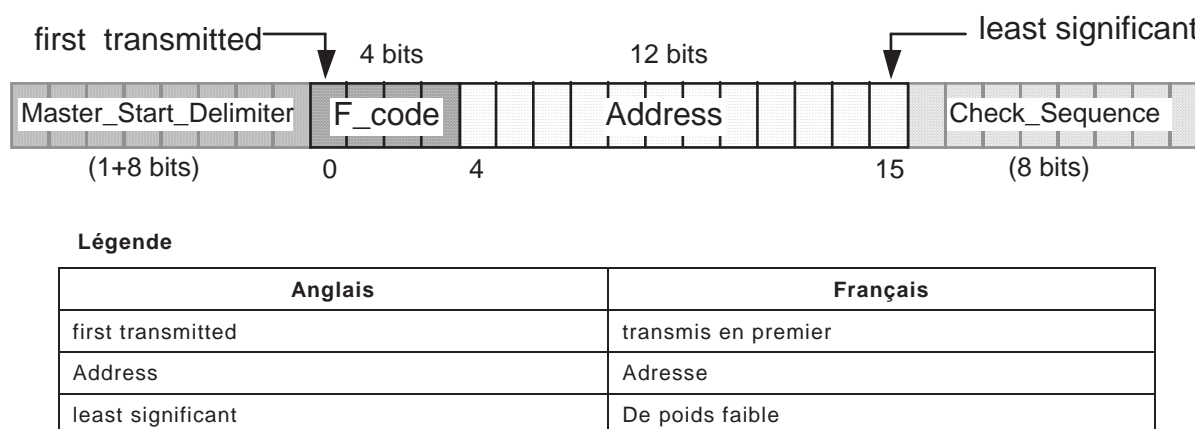 first transmitted
least significant
4 bits
12 bits
Master_Start_Delimiter
F_code
Address
Check_Sequence
(1+8 bits)
0
4
15
(8 bits)
Légende
Anglais Français
first transmitted transmis en premier
Address Adresse
least significant De poids faible